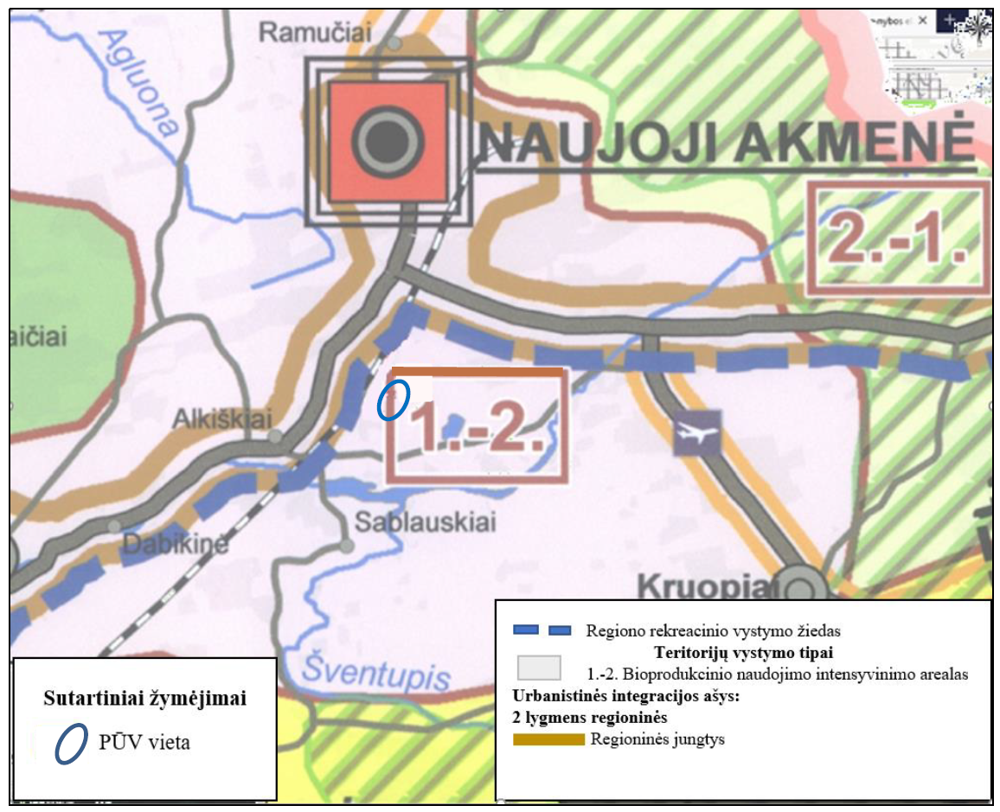 -nybos el
Ramučiai
Agluona
NAUJOJI AKMENĖ
2.-1.
aičiai
Alkiškiai
1.-2.
Sablauskiai
Dabikinė
Kruopiai
Šventupis
Sutartiniai žymėjimai
PŪV vieta
Regiono rekreacinio vystymo žiedas
Teritorijų vystymo tipai
1.-2. Bioprodukcinio naudojimo intensyvinimo arealas
Urbanistinės integracijos ašys:
2 lygmens regioninės
Regioninės jungtys